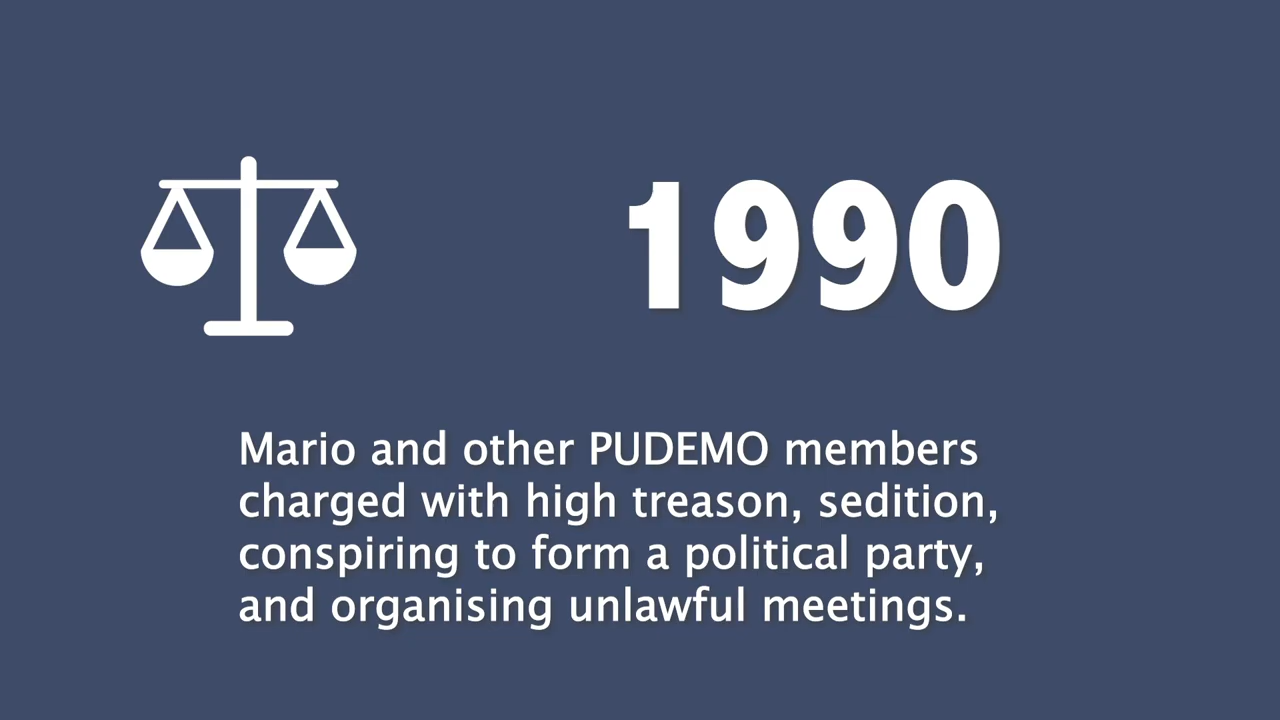 1990
Mario and other PUDEMO members
charged with high treason, sedition,
conspiring to form a political party,
and organising unlawful meetings.